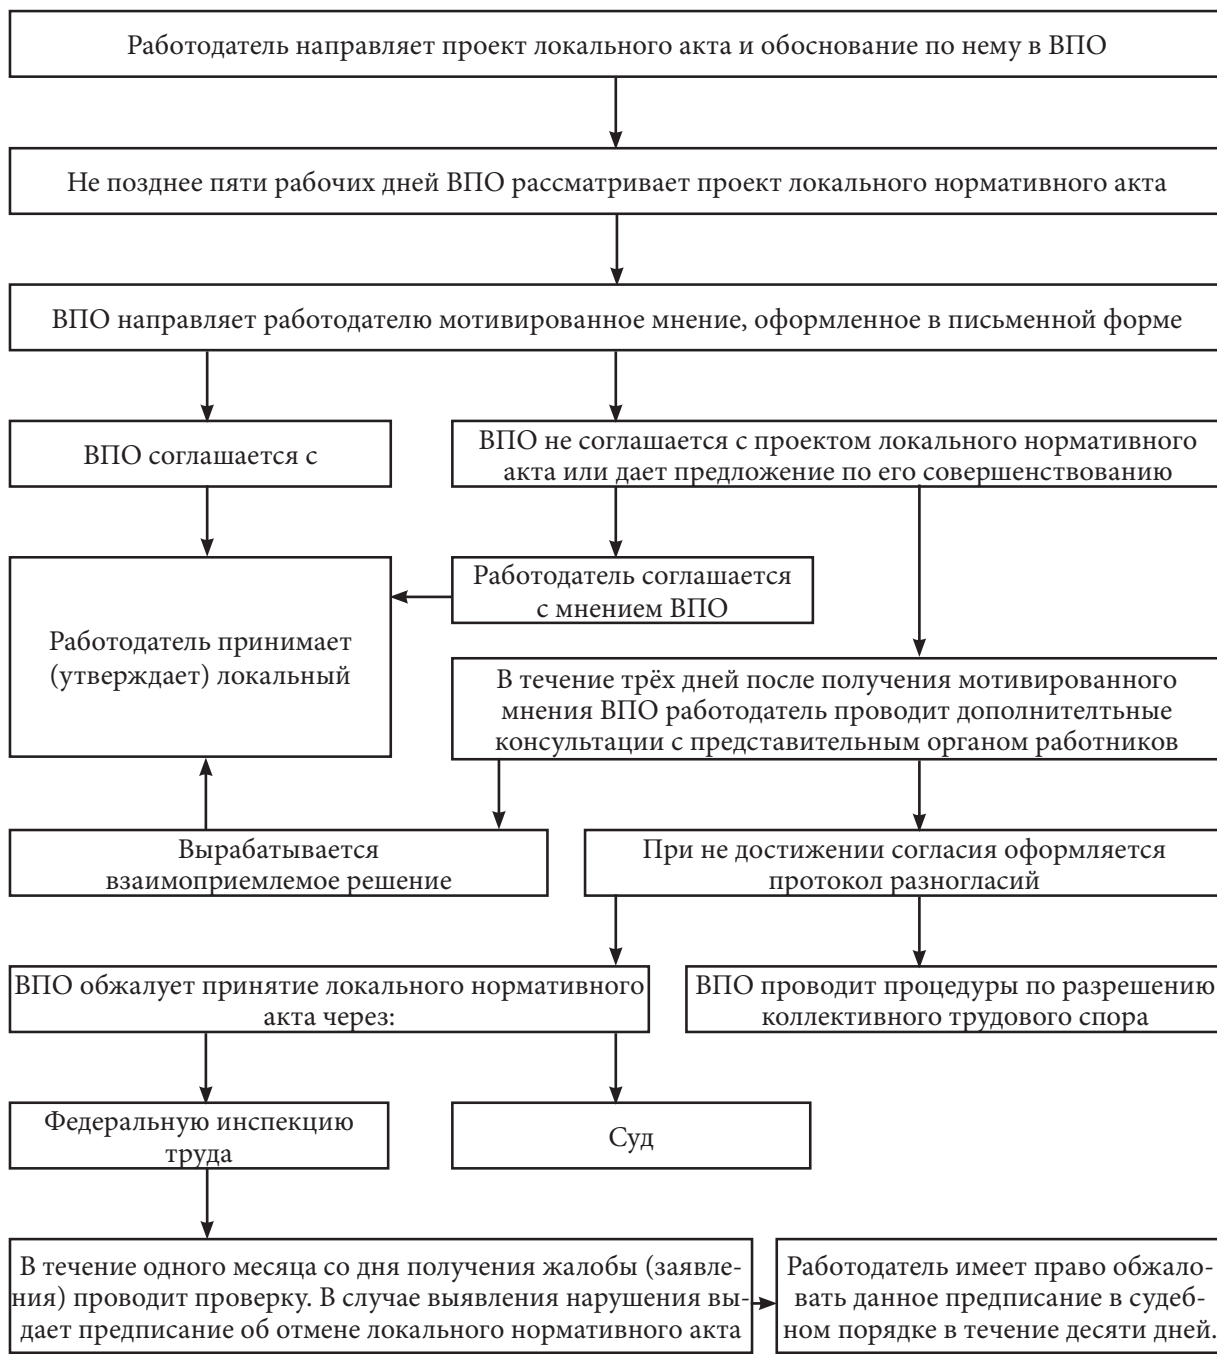 Работодатель направляет проект локального акта и обоснование по нему в ВПО
Не позднее пяти рабочих дней ВПО рассматривает проект локального нормативного акта
ВПО направляет работодателю мотивированное мнение, оформленное в письменной форме
ВПО соглашается с
ВПО не соглашается с проектом локального нормативного
акта или дает предложение по его совершенствованию
Работодатель соглашается
с мнением ВПО
Работодатель принимает
(утверждает) локальный
В течение трёх дней после получения мотивированного
мнения ВПО работодатель проводит дополнителтьные
консультации с представительным органом работников
Вырабатывается
взаимоприемлемое решение
При не достижении согласия оформляется
протокол разногласий
ВПО обжалует принятие локального нормативного
акта через:
ВПО проводит процедуры по разрешению
коллективного трудового спора
Федеральную инспекцию
труда
Суд
В течение одного месяца со дня получения жалобы (заявле-
ния) проводит проверку. В случае выявления нарушения вы-
дает предписание об отмене локального нормативного акта
Работодатель имеет право обжало-
вать данное предписание в судеб-
ном порядке в течение десяти дней.